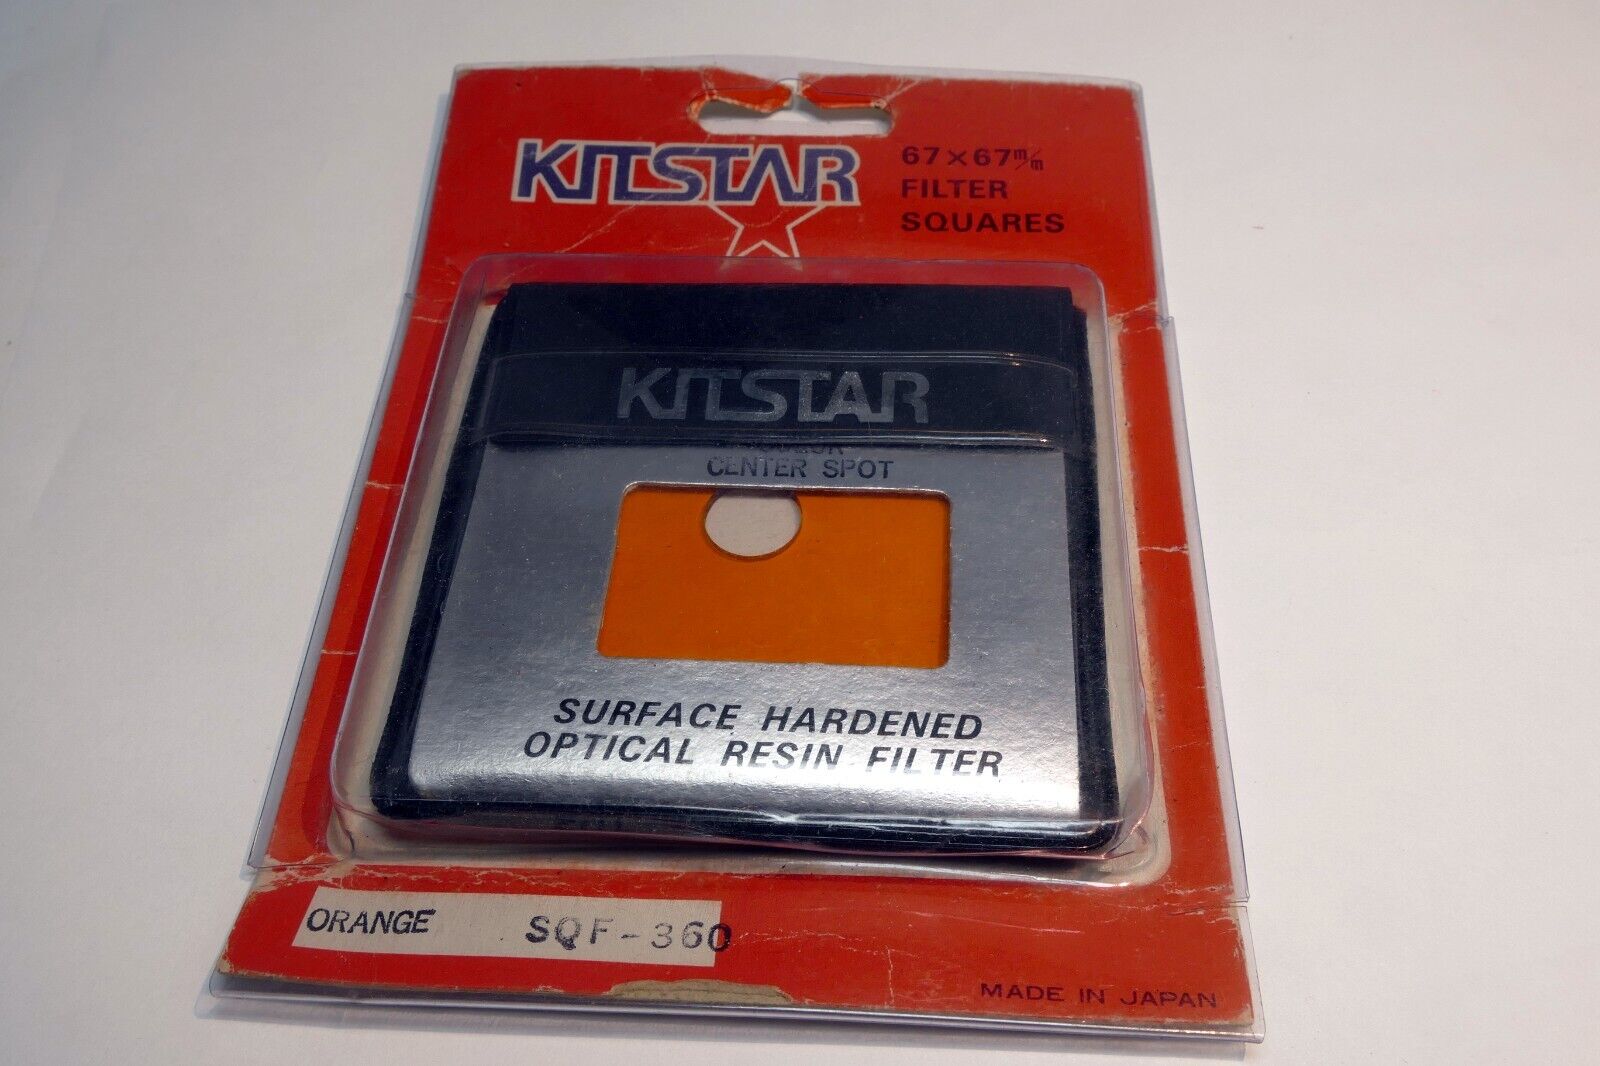 KITSTAR
67×67m/m
FILTER
SQUARES
KITSTAR
COLOR
CENTER SPOT
SURFACE HARDENED
OPTICAL RESIN FILTER
ORANGE SQF-360
MADE IN JAPAN